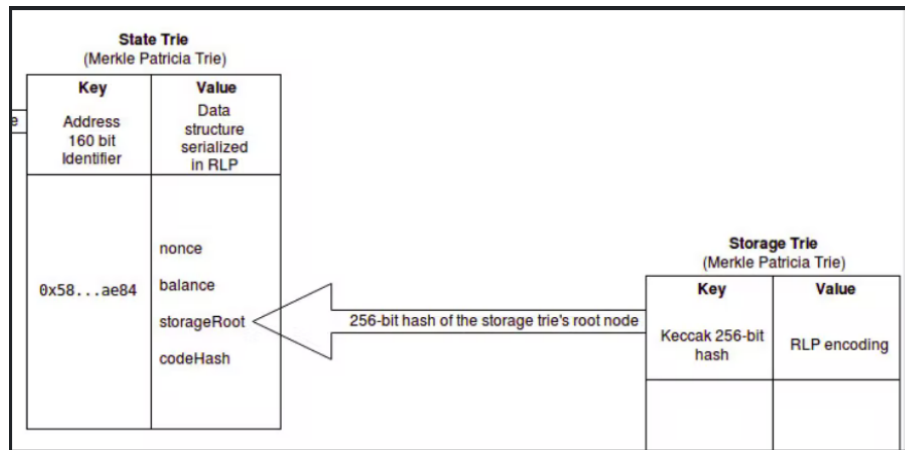 State Trie
(Merkle Patricia Trie)
Key
Value
Address
160 bit
Identifier
Data
structure
serialized
in RLP
e
0x58...ae84
nonce
balance
storageRoot
codeHash
256-bit hash of the storage trie's root node
Storage Trie
(Merkle Patricia Trie)
Key
Value
Keccak 256-bit
hash
RLP encoding